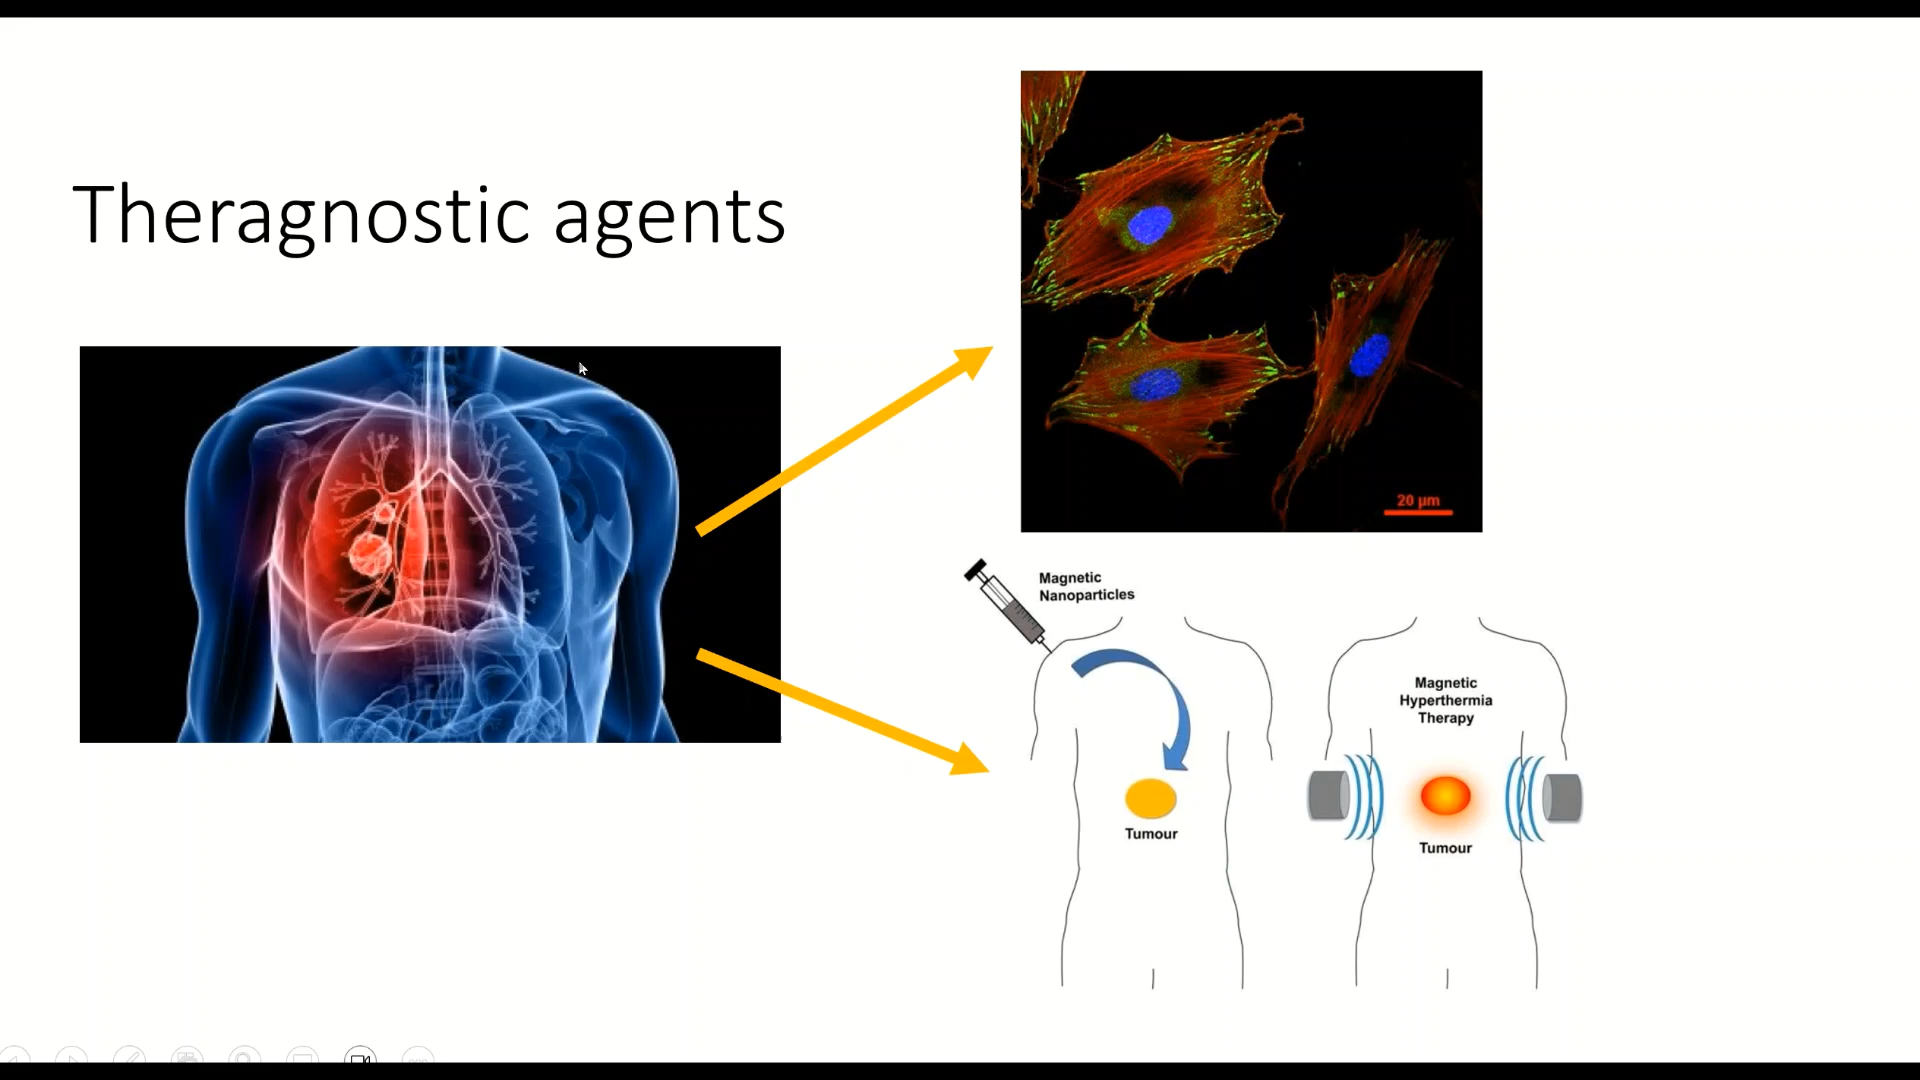 Theragnostic agents
20 µm
Magnetic
Nanoparticles
Tumour
Magnetic
Hyperthermia
Therapy
Tumour